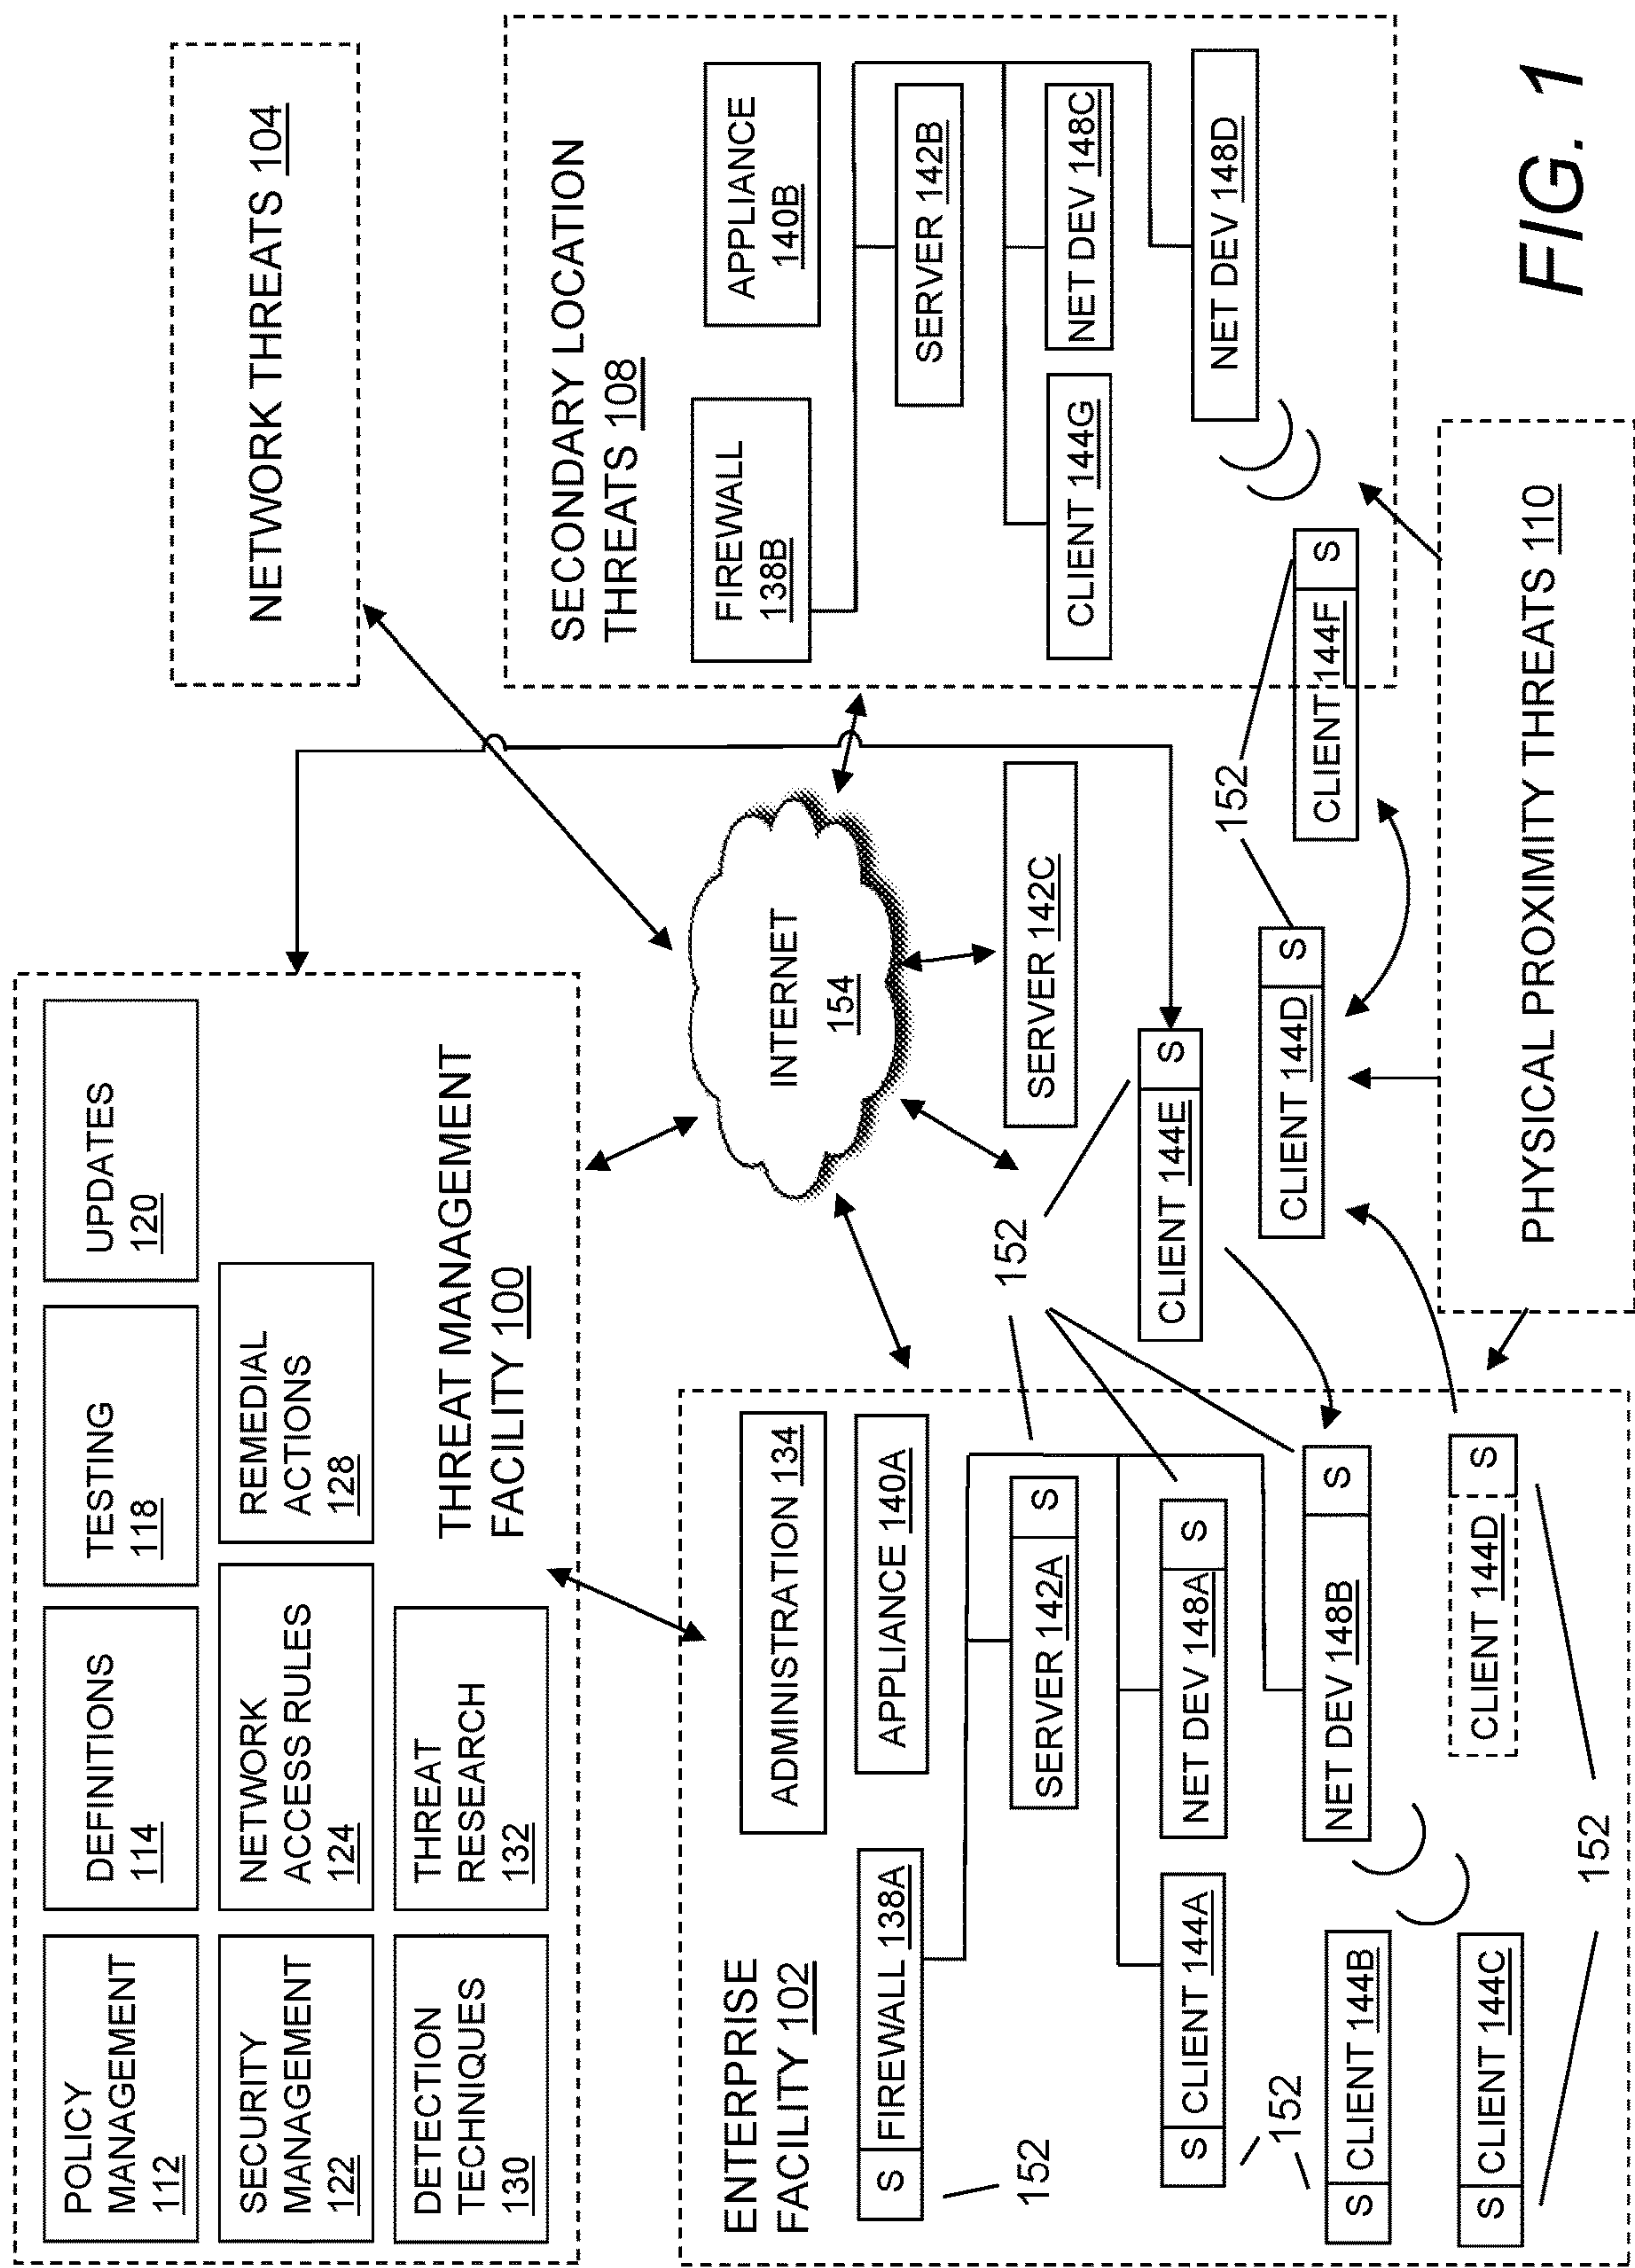 POLICY
MANAGEMENT
112
DEFINITIONS
114
TESTING
118
UPDATES
120
SECURITY
MANAGEMENT
122
NETWORK
ACCESS RULES
124
REMEDIAL
ACTIONS
128
DETECTION
TECHNIQUES
130
THREAT
RESEARCH
132
THREAT MANAGEMENT
FACILITY 100
NETWORK THREATS 104
ENTERPRISE
FACILITY 102
ADMINISTRATION 134
S FIREWALL 138A
APPLIANCE 140A
152
SERVER 142A S
S CLIENT 144A
NET DEV 148A S
152
S CLIENT 144B
NET DEV 148B S
S CLIENT 144C
CLIENT 144D S
152
152
INTERNET
154
SERVER 142C
CLIENT 144E S
CLIENT 144D S
152
CLIENT 144F S
SECONDARY LOCATION
THREATS 108
FIREWALL
138B
APPLIANCE
140B
SERVER 142B
CLIENT 144G
NET DEV 148C
NET DEV 148D
PHYSICAL PROXIMITY THREATS 110
FIG. 1